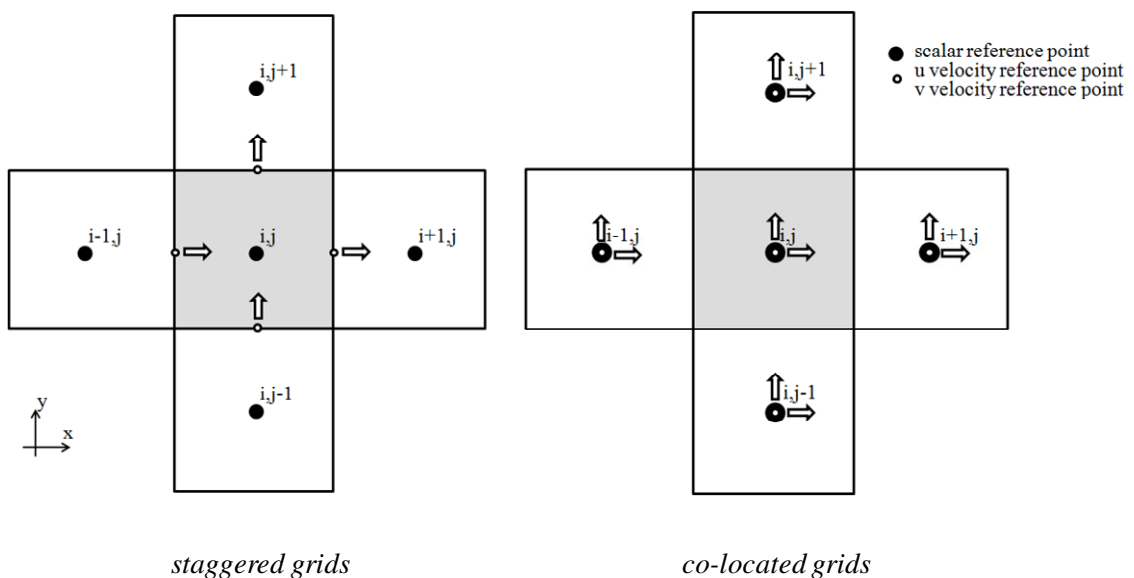 i,j+1
i-1,j
i,j
i+1,j
i,j-1
y
x
staggered grids
i,j+1
i-1,j
i,j
i+1,j
i,j-1
co-located grids
scalar reference point
u velocity reference point
v velocity reference point